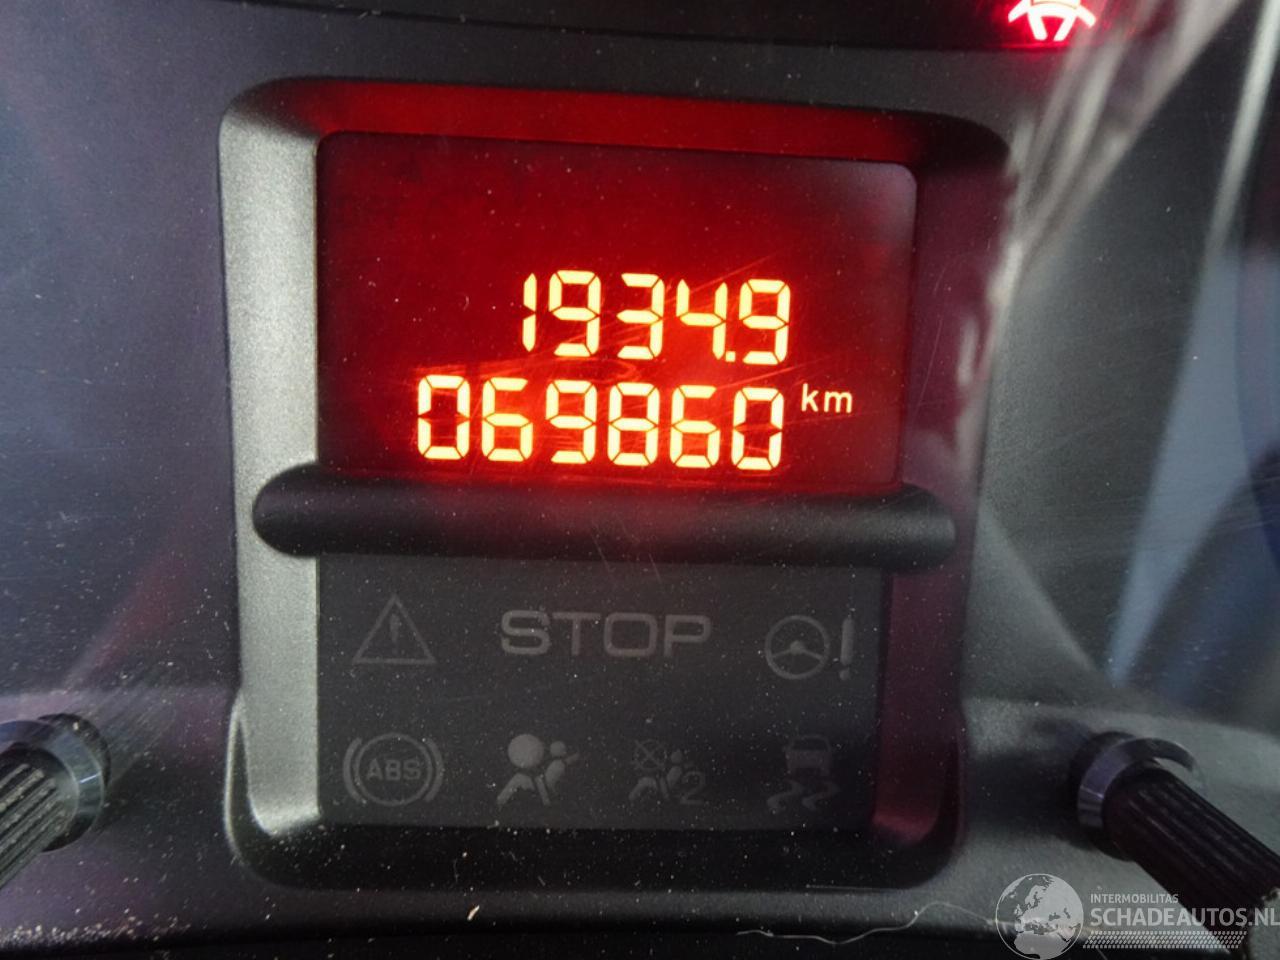 1934.9
069860 km
STOP
!
ABS
2
INTERMOBILITAS
SCHADEAUTOS.NL